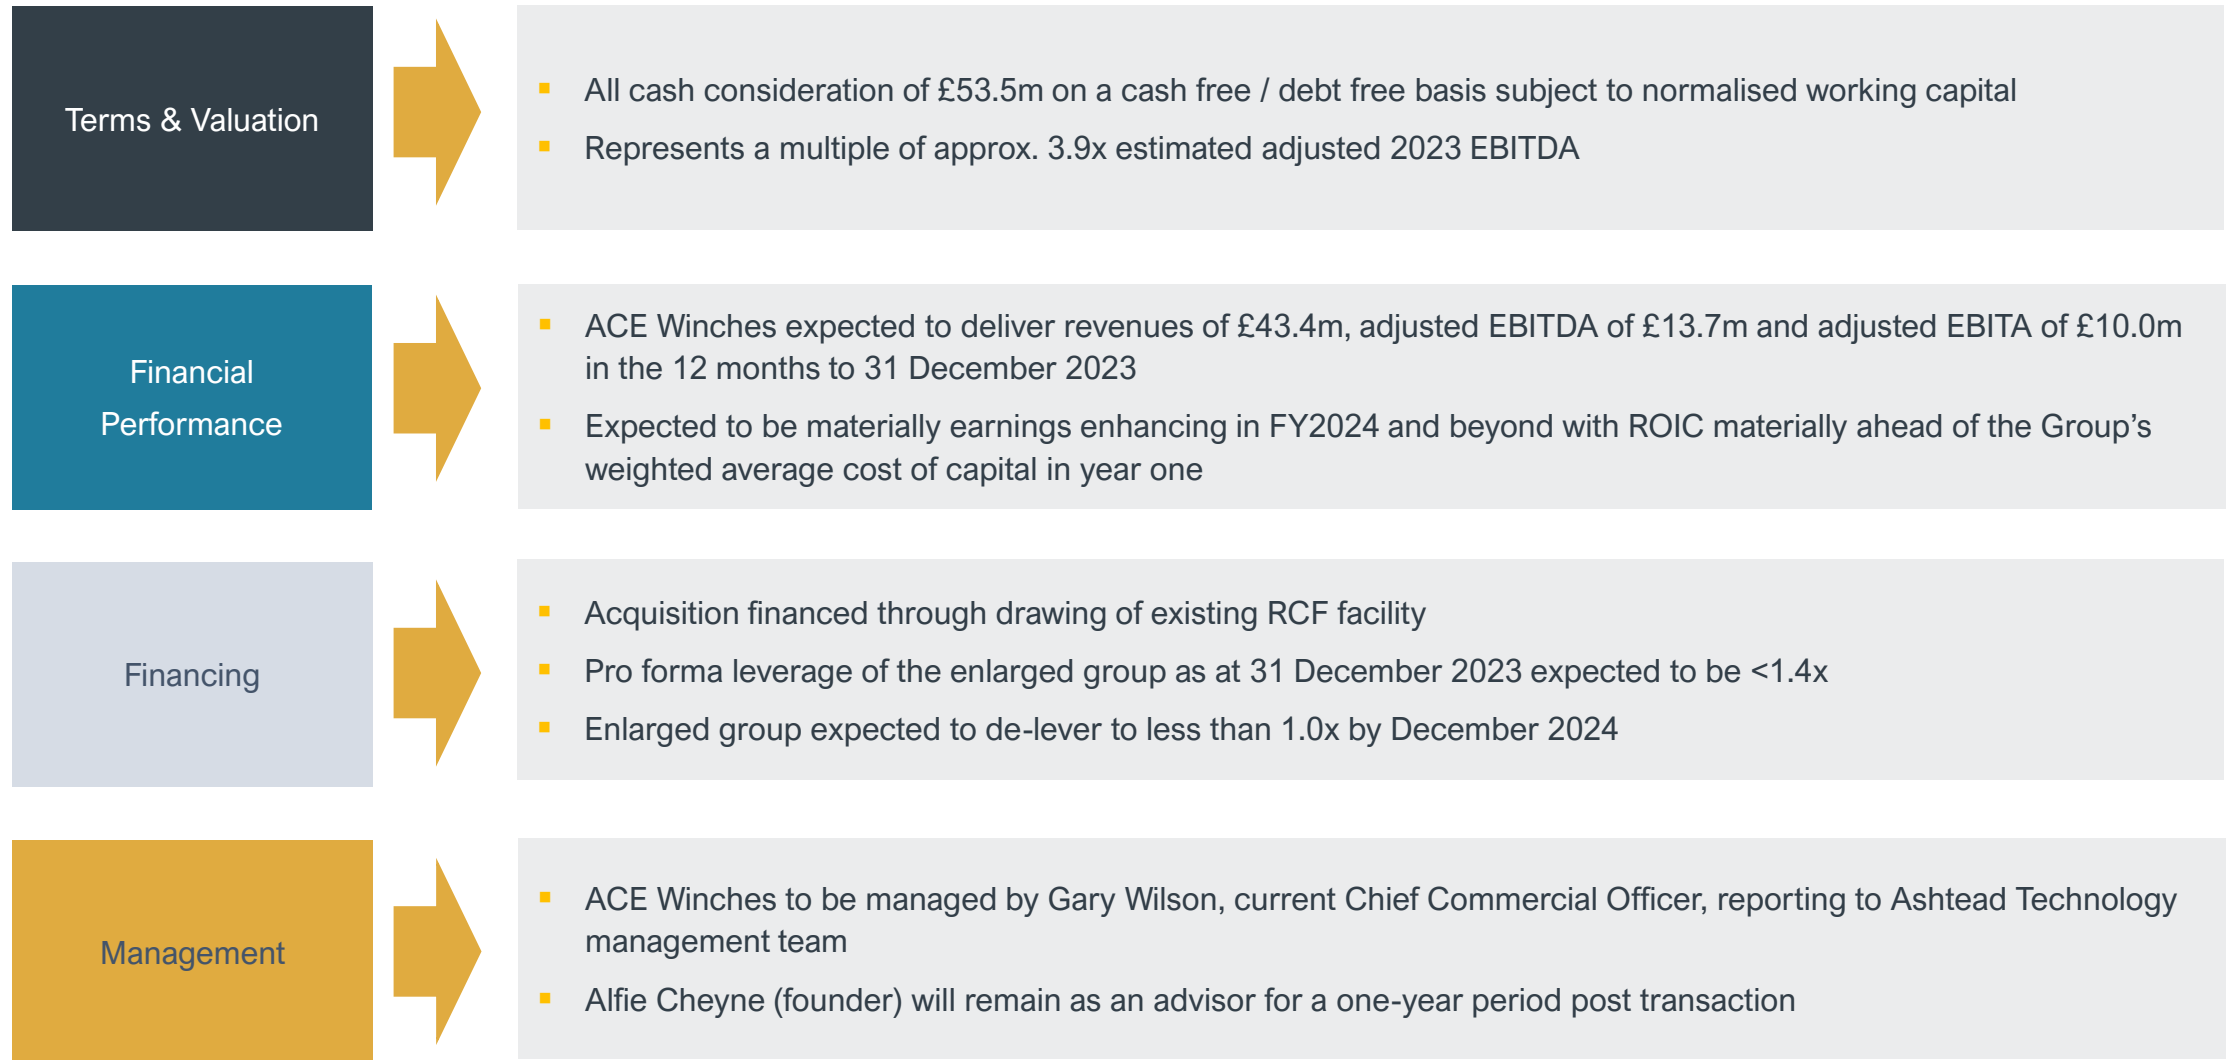 Terms & Valuation
▪ All cash consideration of £53.5m on a cash free / debt free basis subject to normalised working capital
▪ Represents a multiple of approx. 3.9x estimated adjusted 2023 EBITDA
Financial
Performance
▪ ACE Winches expected to deliver revenues of £43.4m, adjusted EBITDA of £13.7m and adjusted EBITA of £10.0m
in the 12 months to 31 December 2023
▪ Expected to be materially earnings enhancing in FY2024 and beyond with ROIC materially ahead of the Group’s
weighted average cost of capital in year one
Financing
▪ Acquisition financed through drawing of existing RCF facility
▪ Pro forma leverage of the enlarged group as at 31 December 2023 expected to be <1.4x
▪ Enlarged group expected to de-lever to less than 1.0x by December 2024
Management
▪ ACE Winches to be managed by Gary Wilson, current Chief Commercial Officer, reporting to Ashtead Technology
management team
▪ Alfie Cheyne (founder) will remain as an advisor for a one-year period post transaction